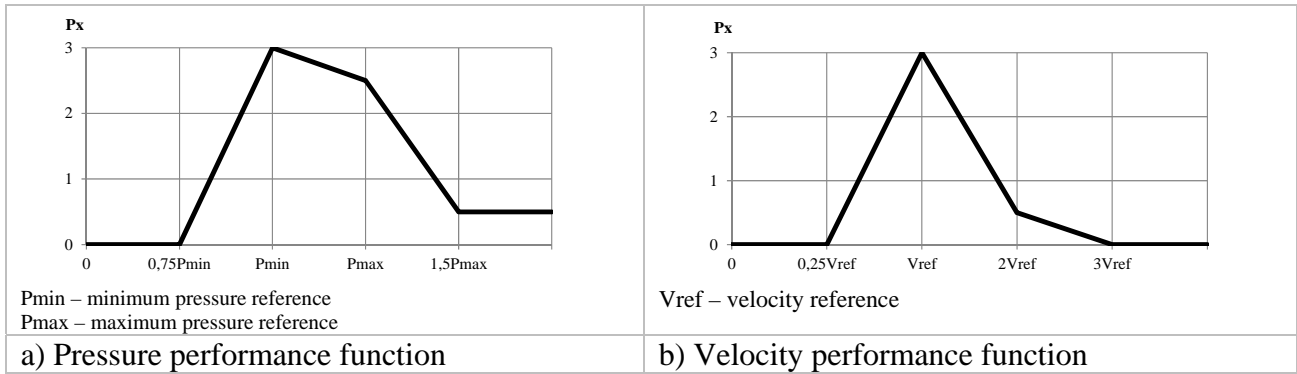 Px
3
2
1
0
0 0,75Pmin Pmin Pmax 1,5Pmax
Pmin – minimum pressure reference
Pmax – maximum pressure reference
a) Pressure performance function
Px
3
2
1
0
0 0,25Vref Vref 2Vref 3Vref
Vref – velocity reference
b) Velocity performance function